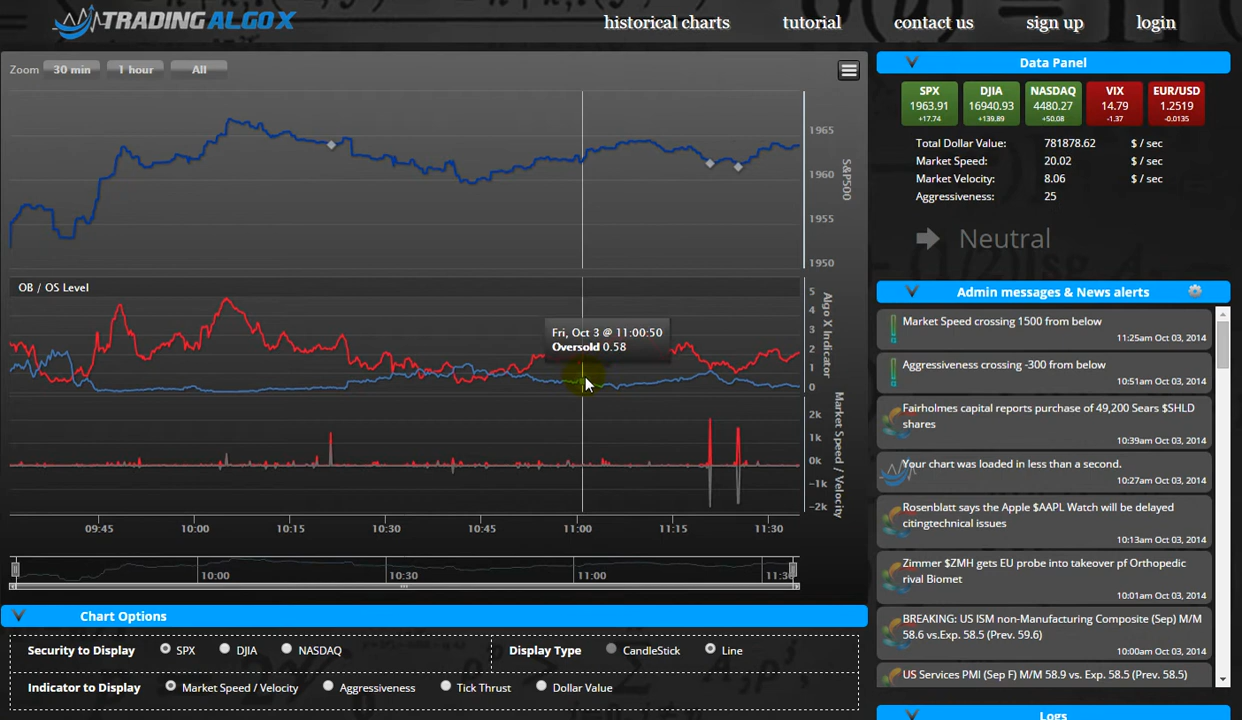 TRADING ALGO X
historical charts
tutorial
contact us
sign up
login
Zoom
30 min
1 hour
All
1965
1960
1955
1950
S&P500
OB / OS Level
5
4
3
2
1
0
Algo X Indicator
Fri, Oct 3 @ 11:00:50
Oversold 0,58
2k
1k
0k
-1k
-2k
Market Speed / Velocity
09:45
10:00
10:15
10:30
10:45
11:00
11:15
11:30
10:00
10:30
11:00
Chart Options
Security to Display
SPX
DJIA
NASDAQ
Display Type
CandleStick
Line
Indicator to Display
Market Speed / Velocity
Aggressiveness
Tick Thrust
Dollar Value
Data Panel
SPX
1963.91
+17.74
DJIA
16940.93
+139.89
NASDAQ
4480.27
+50.08
VIX
14.79
-1.37
EUR/USD
1.2519
-0.0135
Total Dollar Value: 781878.62 $ / sec
Market Speed: 20.02 $ / sec
Market Velocity: 8.06 $ / sec
Aggressiveness: 25
Neutral
Admin messages & News alerts
Market Speed crossing 1500 from below
11:25am Oct 03, 2014
Aggressiveness crossing -300 from below
10:51am Oct 03, 2014
Fairholmes capital reports purchase of 49,200 Sears $SHLD
shares
10:39am Oct 03, 2014
Your chart was loaded in less than a second.
10:27am Oct 03, 2014
Rosenblatt says the Apple $AAPL Watch will be delayed
citingtechnical issues
10:13am Oct 03, 2014
Zimmer $ZMH gets EU probe into takeover pf Orthopedic
rival Biomet
10:01am Oct 03, 2014
BREAKING: US ISM non-Manufacturing Composite (Sep) M/M
58.6 vs.Exp. 58.5 (Prev. 59.6)
10:00am Oct 03, 2014
US Services PMI (Sep F) M/M 58.9 vs. Exp. 58.5 (Prev. 58.5)
Logs